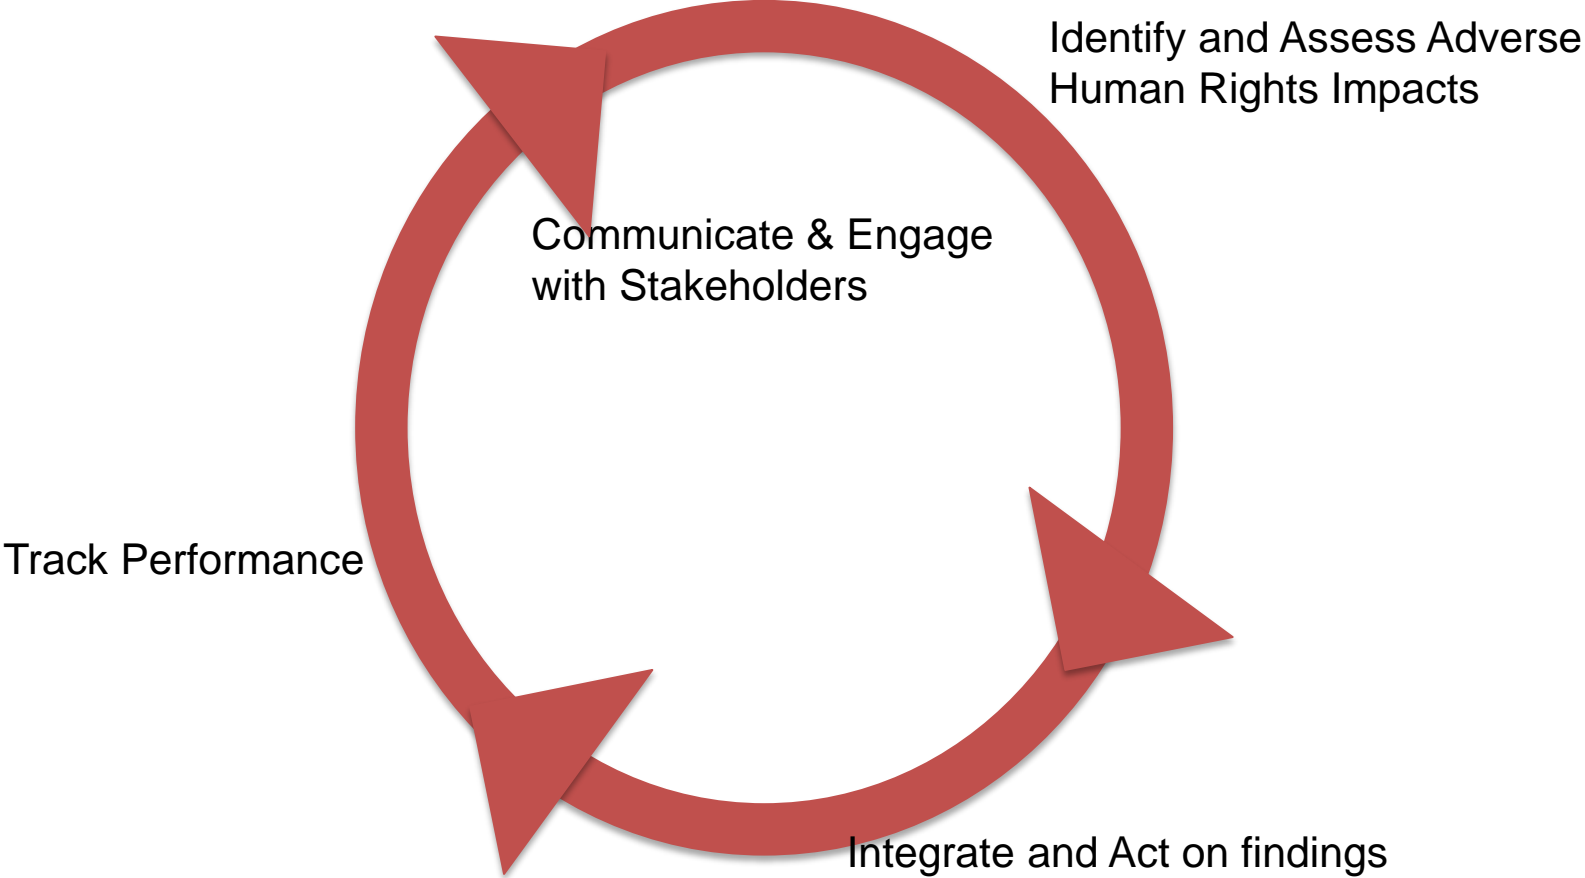 Identify and Assess Adverse
Human Rights Impacts
Communicate & Engage
with Stakeholders
Track Performance
Integrate and Act on findings